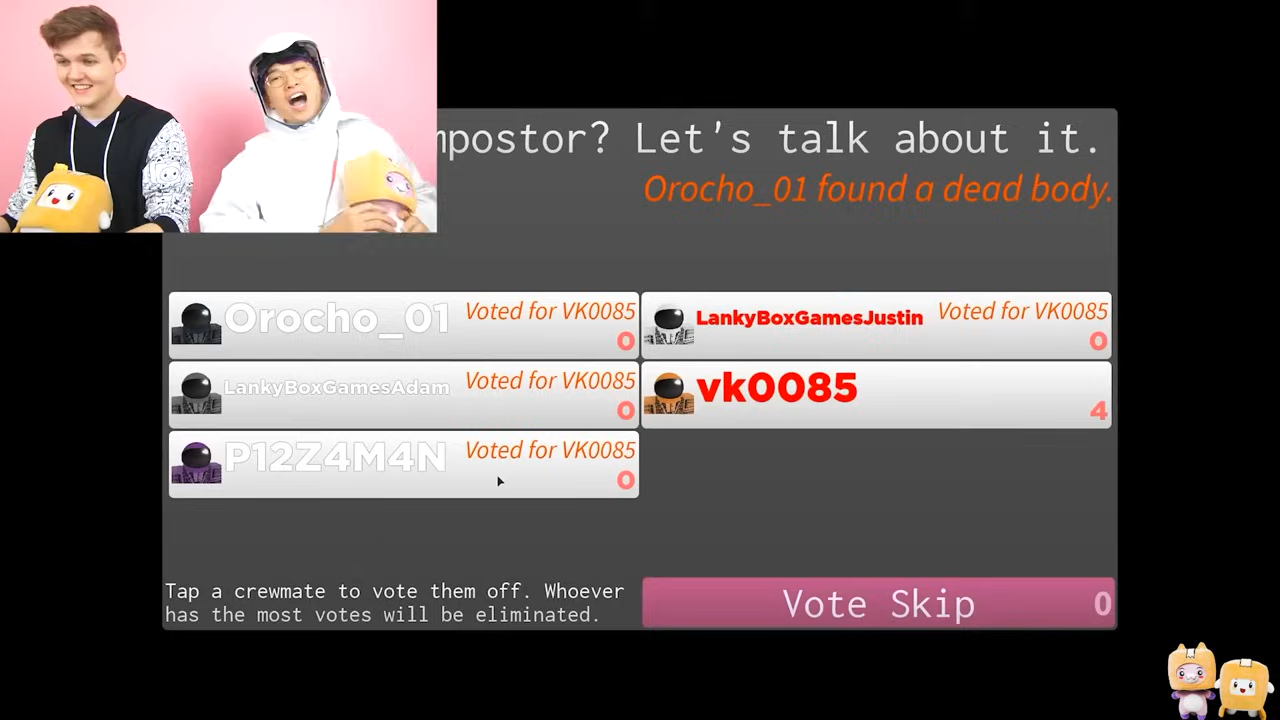 mpostor? Let's talk about it.
Orocho_01 found a dead body.
Orocho_01 Voted for VK0085
0
LankyBoxGamesJustin Voted for VK0085
0
LankyBoxGamesAdam Voted for VK0085
0
vk0085
4
P12Z4M4N Voted for VK0085
0
Tap a crewmate to vote them off. Whoever
has the most votes will be eliminated.
Vote Skip 0